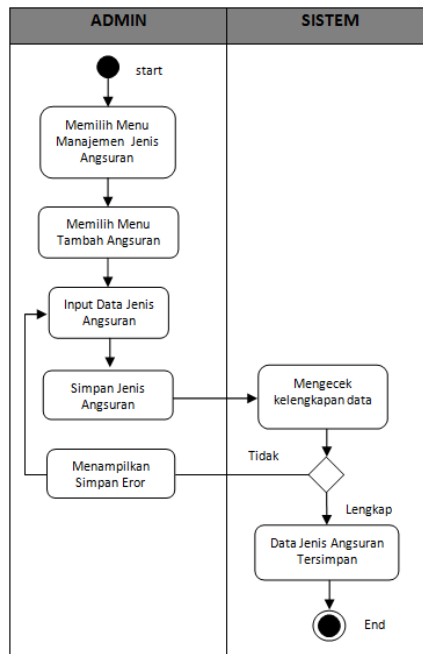 ADMIN
SISTEM
start
Memilih Menu
Manajemen Jenis
Angsuran
Memilih Menu
Tambah Angsuran
Input Data Jenis
Angsuran
Simpan Jenis
Angsuran
Mengecek
kelengkapan data
Tidak
Menampilkan
Simpan Eror
Lengkap
Data Jenis Angsuran
Tersimpan
End